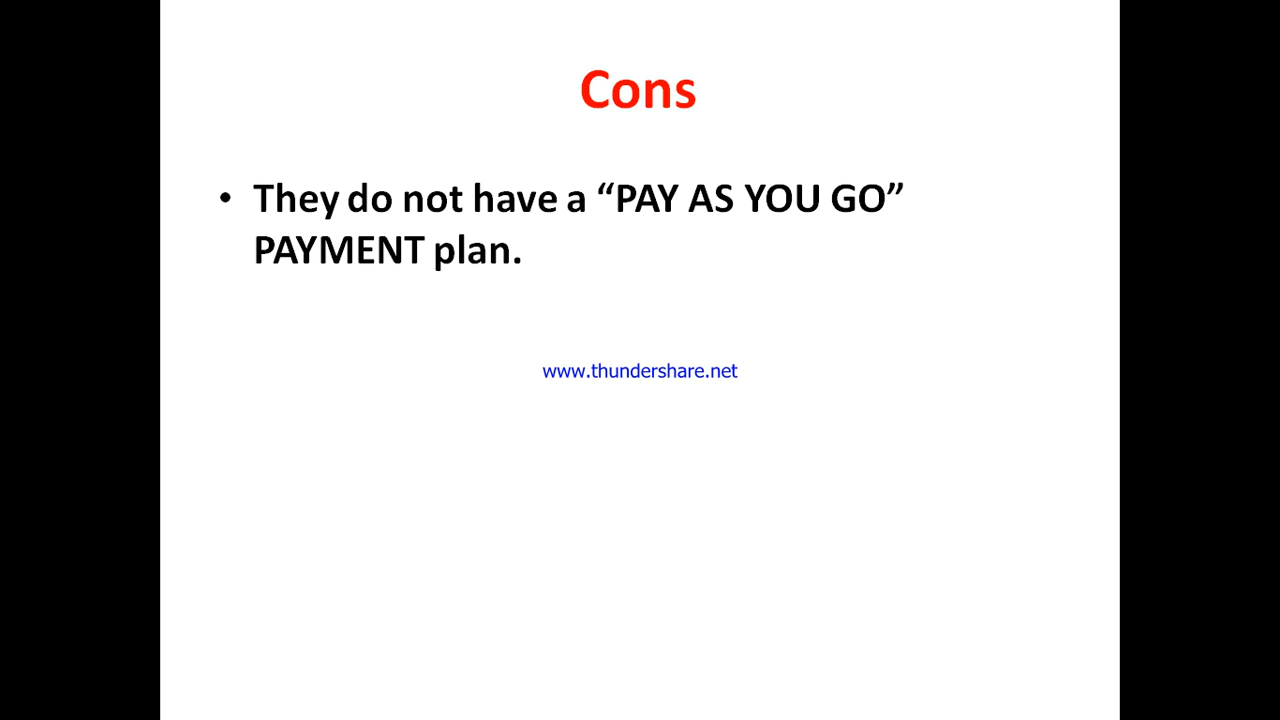 Cons
• They do not have a “PAY AS YOU GO”
PAYMENT plan.
www.thundershare.net